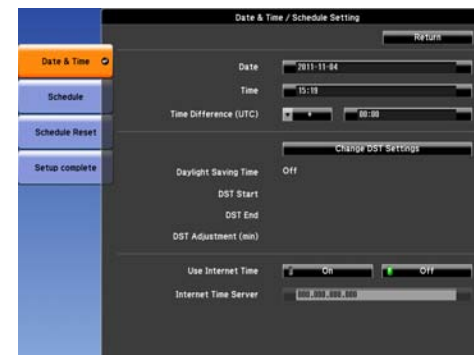 Date & Time / Schedule Setting
Return
Date & Time
Schedule
Schedule Reset
Setup complete
Date 2011-11-04
Time 15:19
Time Difference (UTC) + 00:00
Change DST Settings
Daylight Saving Time Off
DST Start
DST End
DST Adjustment (min)
Use Internet Time On Off
Internet Time Server 000.000.000.000